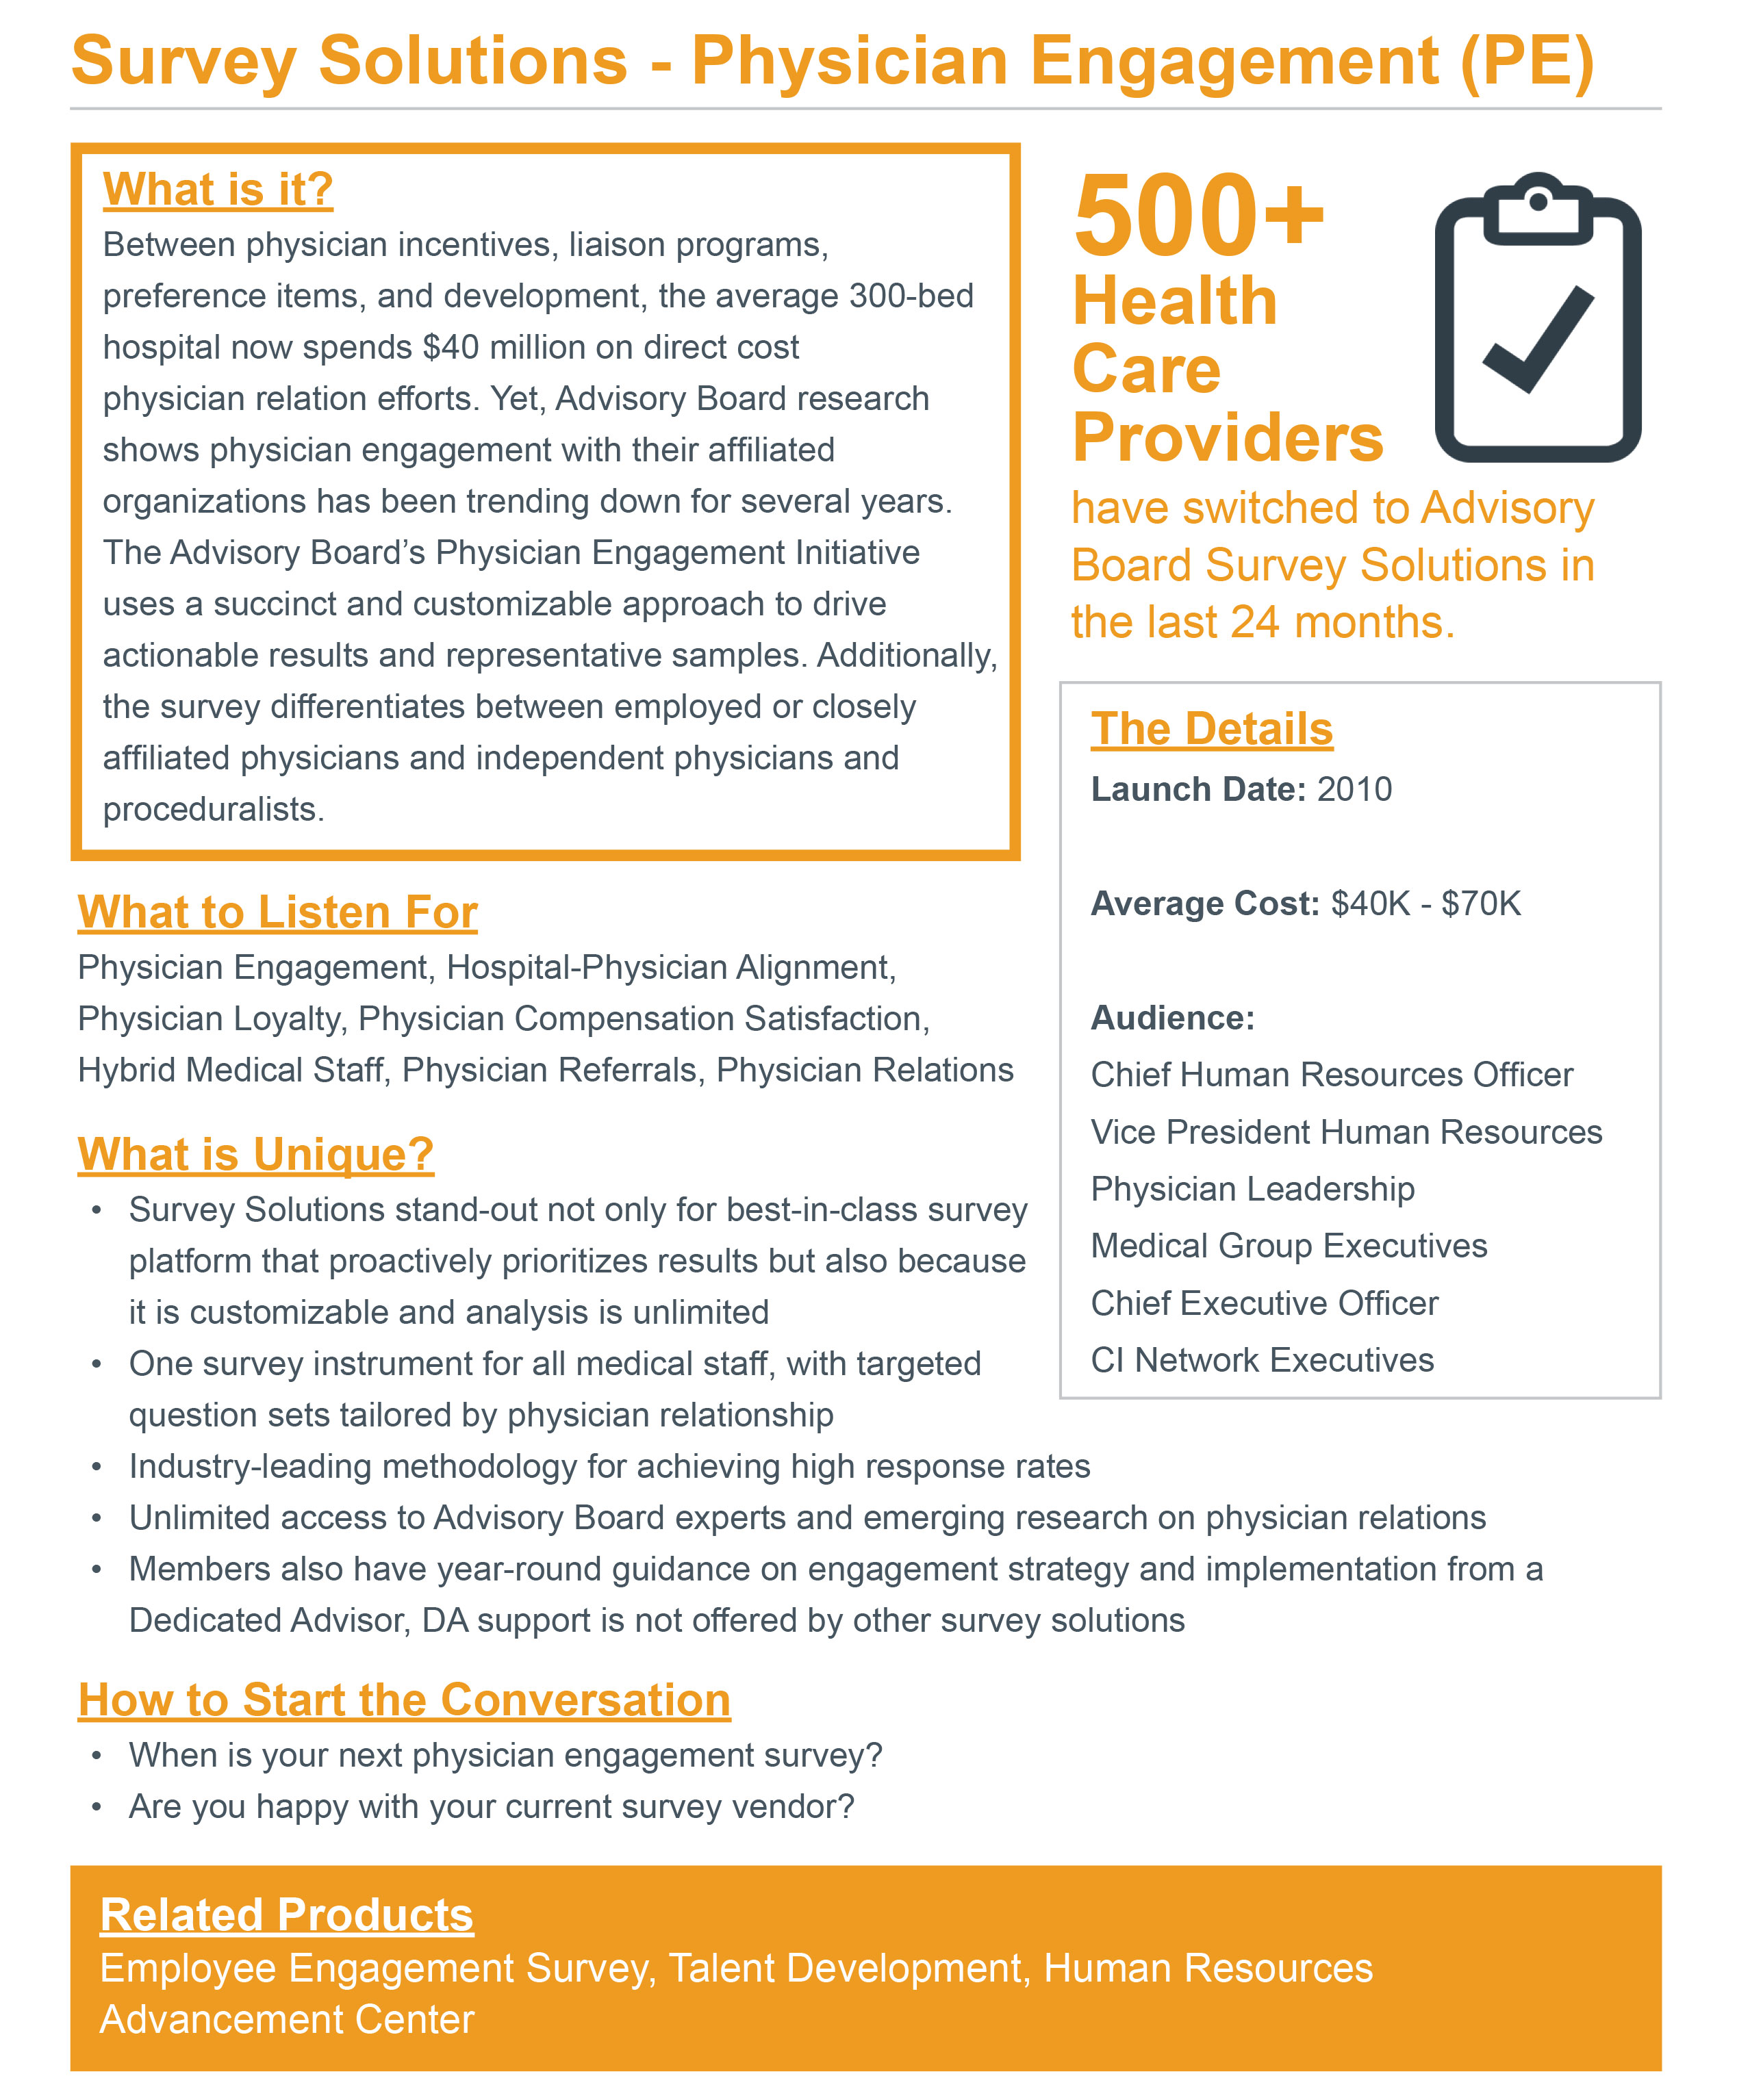 Survey Solutions - Physician Engagement (PE)
What is it?
Between physician incentives, liaison programs,
preference items, and development, the average 300-bed
hospital now spends $40 million on direct cost
physician relation efforts. Yet, Advisory Board research
shows physician engagement with their affiliated
organizations has been trending down for several years.
The Advisory Board’s Physician Engagement Initiative
uses a succinct and customizable approach to drive
actionable results and representative samples. Additionally,
the survey differentiates between employed or closely
affiliated physicians and independent physicians and
proceduralists.
500+
Health
Care
Providers
have switched to Advisory
Board Survey Solutions in
the last 24 months.
The Details
Launch Date: 2010
Average Cost: $40K - $70K
Audience:
Chief Human Resources Officer
Vice President Human Resources
Physician Leadership
Medical Group Executives
Chief Executive Officer
CI Network Executives
What to Listen For
Physician Engagement, Hospital-Physician Alignment,
Physician Loyalty, Physician Compensation Satisfaction,
Hybrid Medical Staff, Physician Referrals, Physician Relations
What is Unique?
• Survey Solutions stand-out not only for best-in-class survey
platform that proactively prioritizes results but also because
it is customizable and analysis is unlimited
• One survey instrument for all medical staff, with targeted
question sets tailored by physician relationship
• Industry-leading methodology for achieving high response rates
• Unlimited access to Advisory Board experts and emerging research on physician relations
• Members also have year-round guidance on engagement strategy and implementation from a
Dedicated Advisor, DA support is not offered by other survey solutions
How to Start the Conversation
• When is your next physician engagement survey?
• Are you happy with your current survey vendor?
Related Products
Employee Engagement Survey, Talent Development, Human Resources
Advancement Center